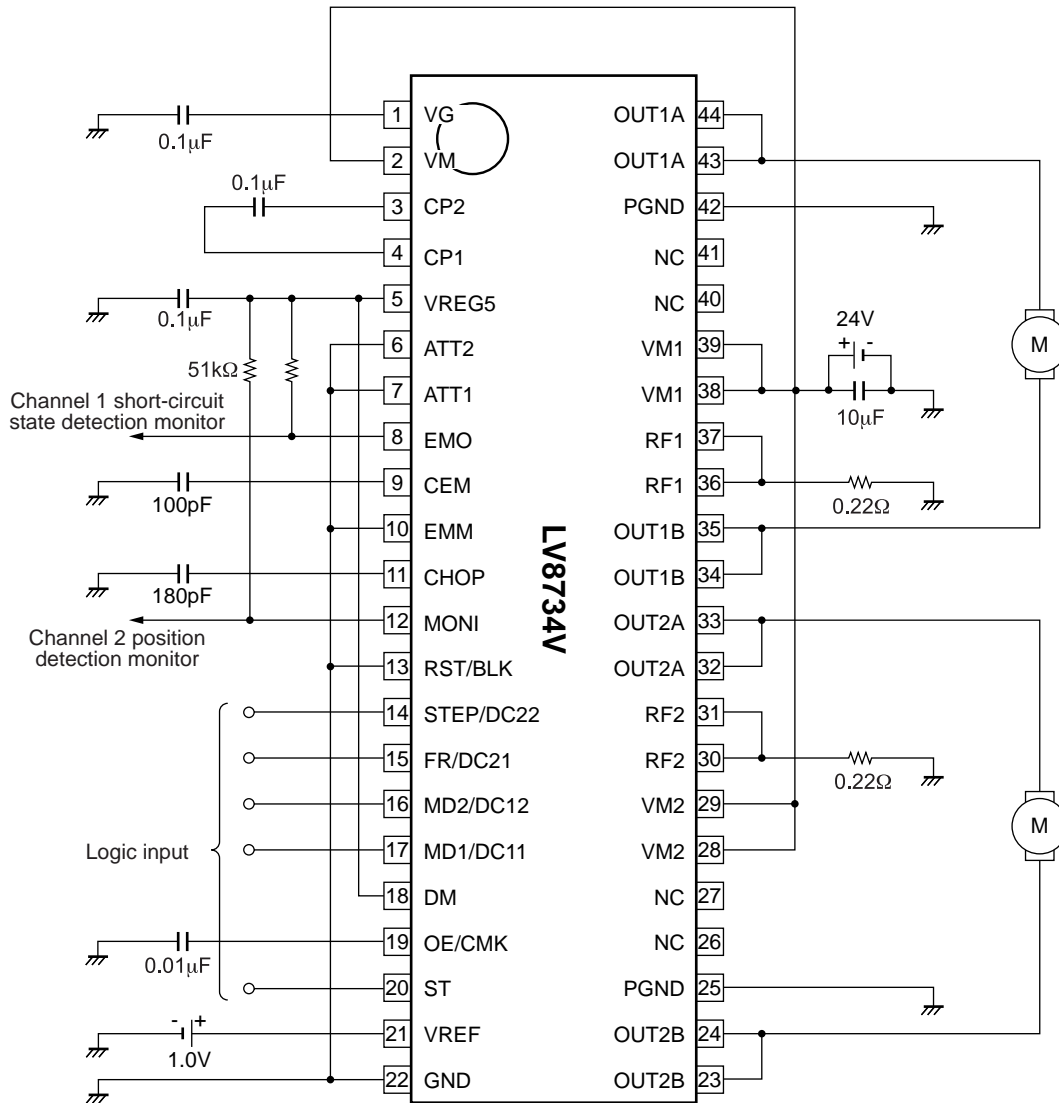 1 VG OUT1A 44
0.1µF
2 VM OUT1A 43
0.1µF
3 CP2 PGND 42
4 CP1 NC 41
5 VREG5 NC 40
0.1µF
24V
6 ATT2 VM1 39
+ -
M
51kΩ
7 ATT1 VM1 38
10µF
Channel 1 short-circuit
state detection monitor
8 EMO RF1 37
9 CEM RF1 36
100pF
0.22Ω
10 EMM OUT1B 35
11 CHOP OUT1B 34
180pF
LV8734V
12 MONI OUT2A 33
Channel 2 position
detection monitor
13 RST/BLK OUT2A 32
14 STEP/DC22 RF2 31
15 FR/DC21 RF2 30
0.22Ω
16 MD2/DC12 VM2 29
M
Logic input
17 MD1/DC11 VM2 28
18 DM NC 27
19 OE/CMK NC 26
0.01µF
20 ST PGND 25
- +
21 VREF OUT2B 24
1.0V
22 GND OUT2B 23